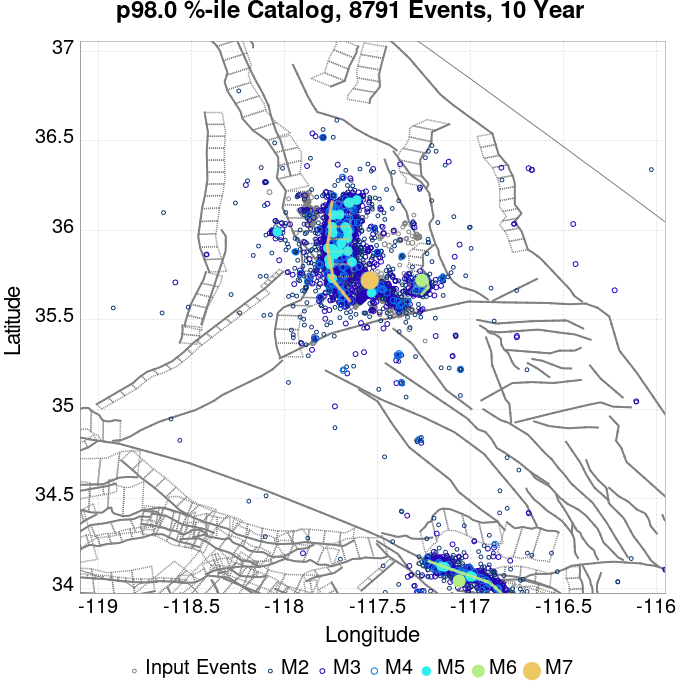 p98.0 %-ile Catalog, 8791 Events, 10 Year
37
36.5
36
35.5
35
34.5
34
Latitude
-119 -118.5 -118 -117.5 -117 -116.5 -116
Longitude
Input Events M2 M3 M4 M5 M6 M7